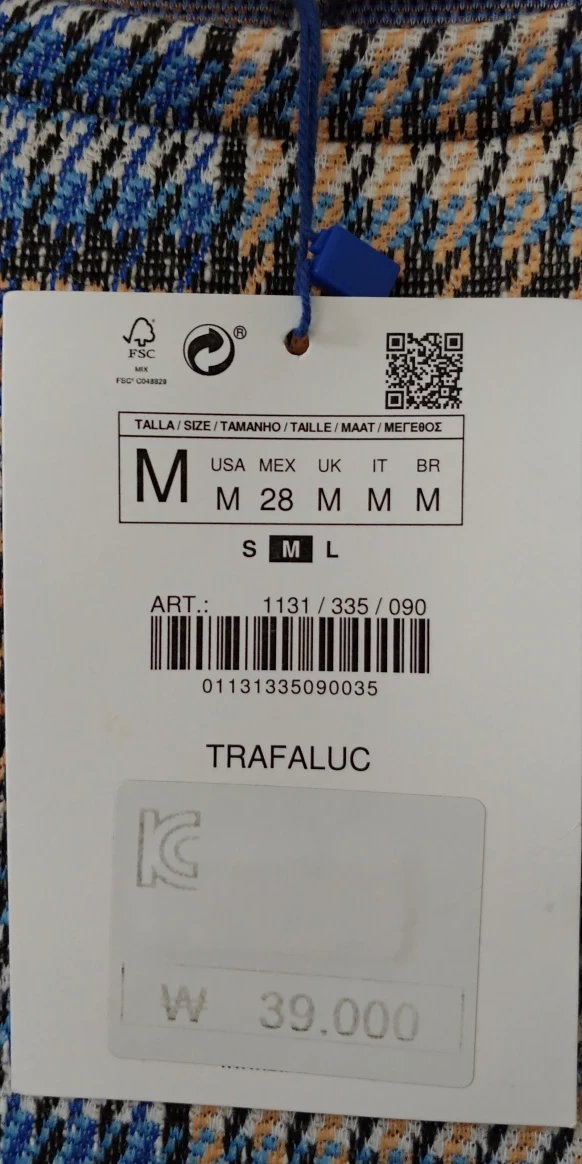 FSC
MIX
FSC® C048929
®
TALLA / SIZE / TAMANHO / TAILLE / MAAT / ΜΕΓΕΘΟΣ
M
USA MEX UK IT BR
M 28 M M M
S M L
ART.: 1131 / 335 / 090
01131335090035
TRAFALUC
KC
₩ 39.000